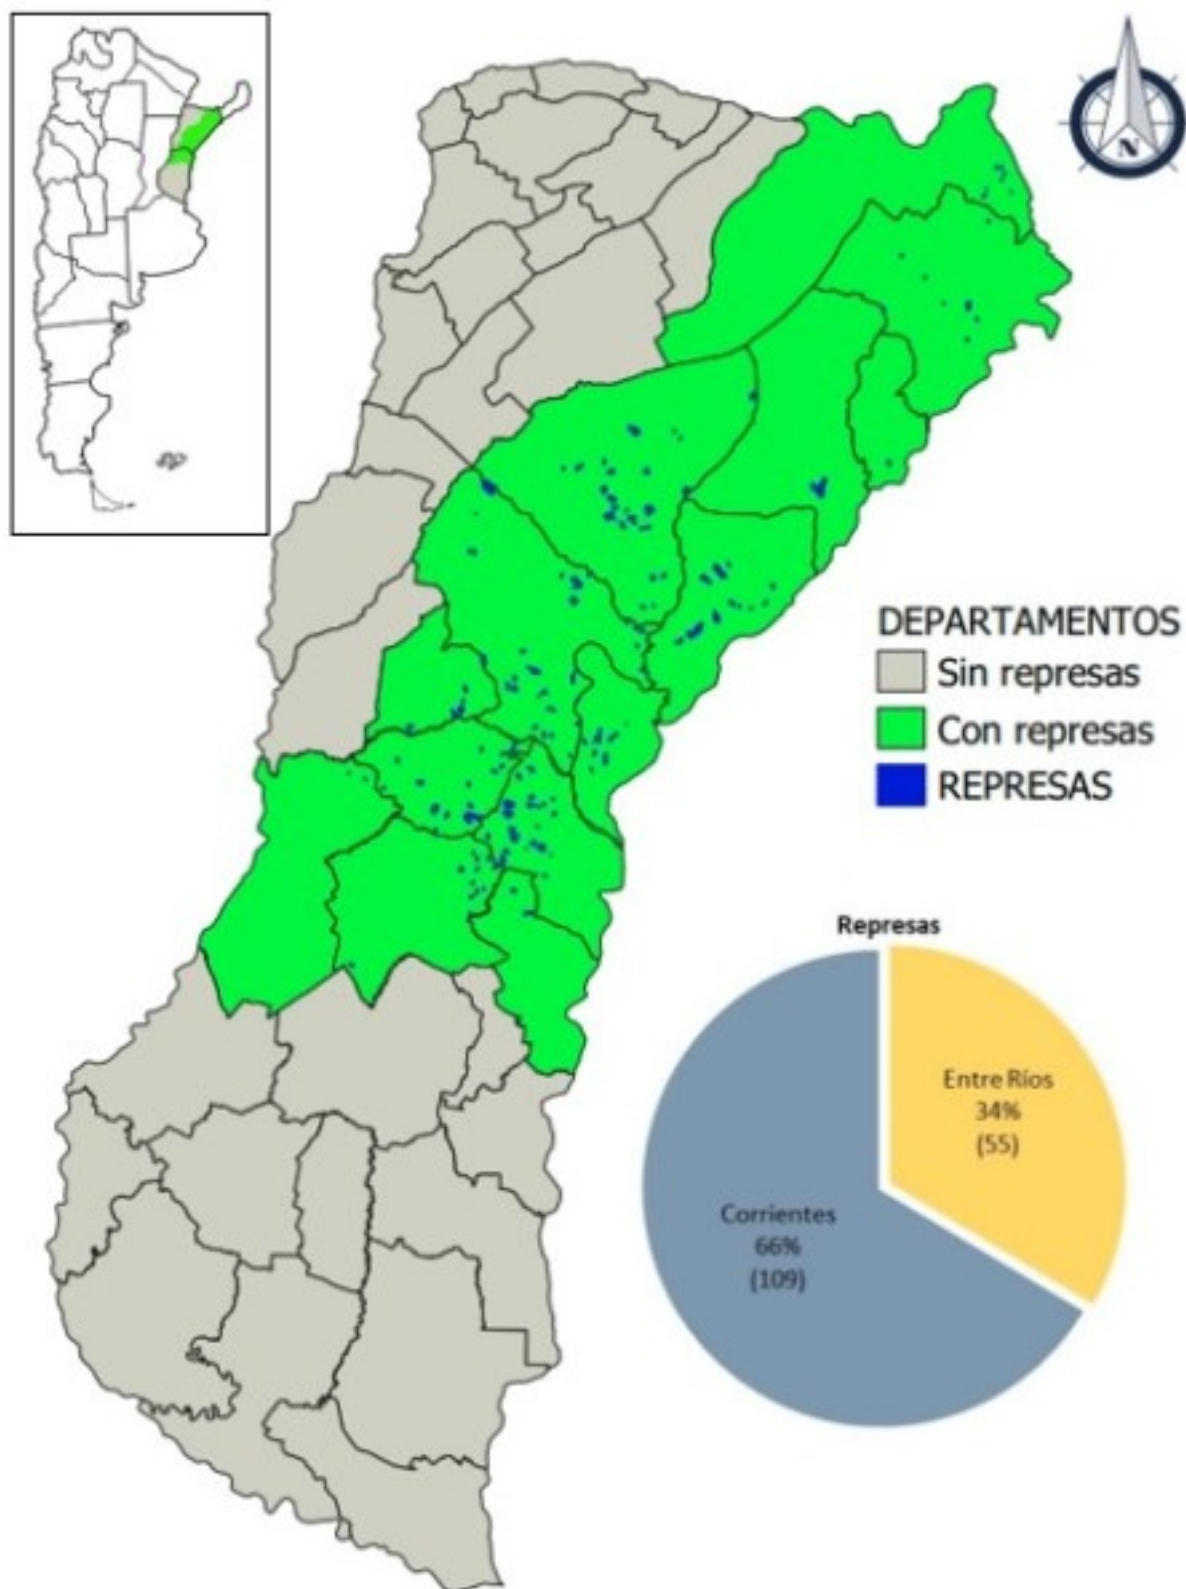 N
DEPARTAMENTOS
Sin represas
Con represas
REPRESAS
Represas
Entre Ríos
34%
(55)
Corrientes
66%
(109)